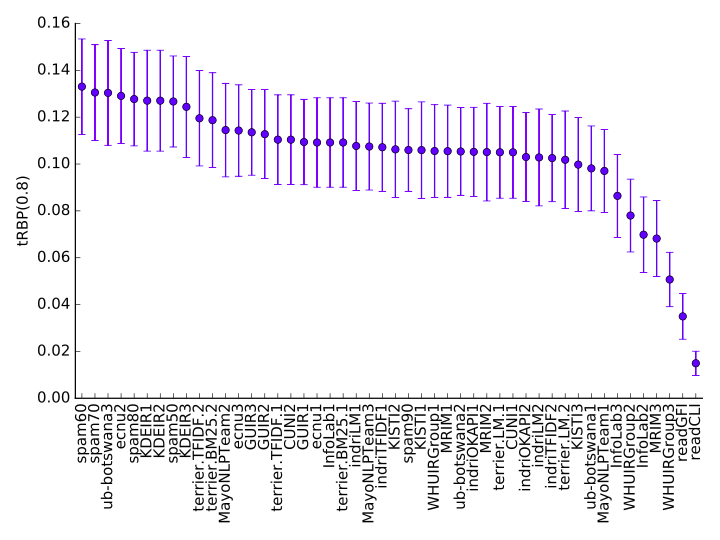 0.16
0.14
0.12
0.10
0.08
0.06
0.04
0.02
0.00
tRBP(0.8)
spam60
spam70
ub-botswana3
ecnu2
spam80
KDEIR1
KDEIR2
spam50
KDEIR3
terrier.TFIDF.2
terrier.BM25.2
MayoNLPTeam2
ecnu3
GUIR3
GUIR2
terrier.TFIDF.1
CUNI2
GUIR1
ecnu1
InfoLab1
terrier.BM25.1
indriLM1
MayoNLPTeam3
indriTFIDF1
KISTI2
spam90
KISTI1
WHUIRGroup1
MRIM1
ub-botswana2
indriOKAPI1
MRIM2
terrier.LM.1
CUNI1
indriOKAPI2
indriLM2
indriTFIDF2
terrier.LM.2
KISTI3
ub-botswana1
MayoNLPTeam1
InfoLab3
WHUIRGroup2
InfoLab2
MRIM3
WHUIRGroup3
readGFI
readCLI